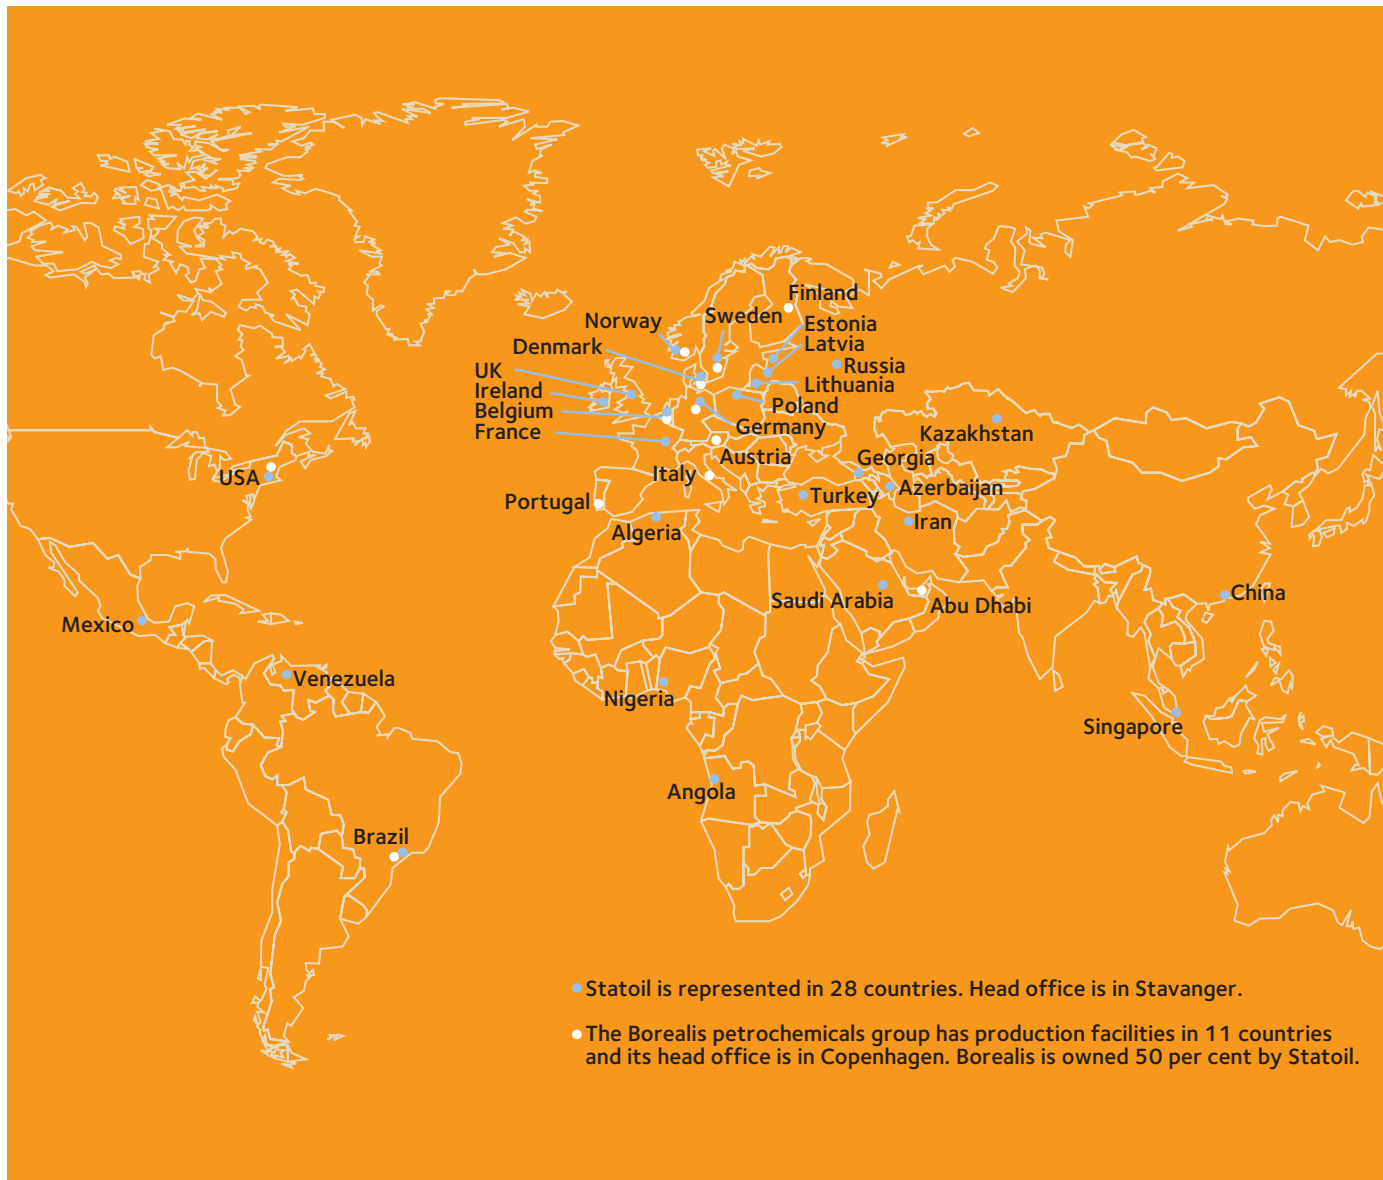 Finland
Sweden
Norway
Estonia
Denmark
Latvia
Russia
UK
Lithuania
Ireland
Poland
Belgium
Germany
France
Kazakhstan
Austria
Georgia
Italy
USA
Azerbaijan
Turkey
Portugal
Iran
Algeria
China
Saudi Arabia
Abu Dhabi
Mexico
Venezuela
Nigeria
Singapore
Angola
Brazil
Statoil is represented in 28 countries. Head office is in Stavanger.
The Borealis petrochemicals group has production facilities in 11 countries
and its head office is in Copenhagen. Borealis is owned 50 per cent by Statoil.